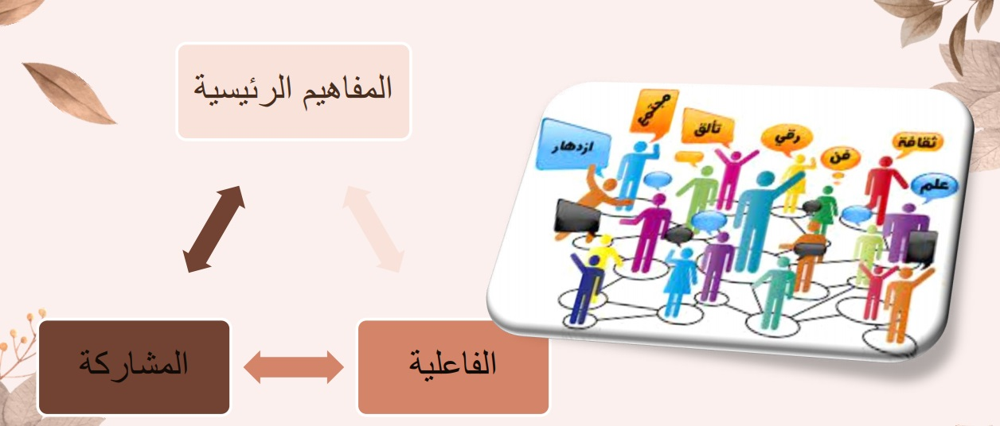 المفاهيم الرئيسية
المشاركة
الفاعلية
مجتمع
تألق
رقي
ثقافة
ازدهار
فن
علم